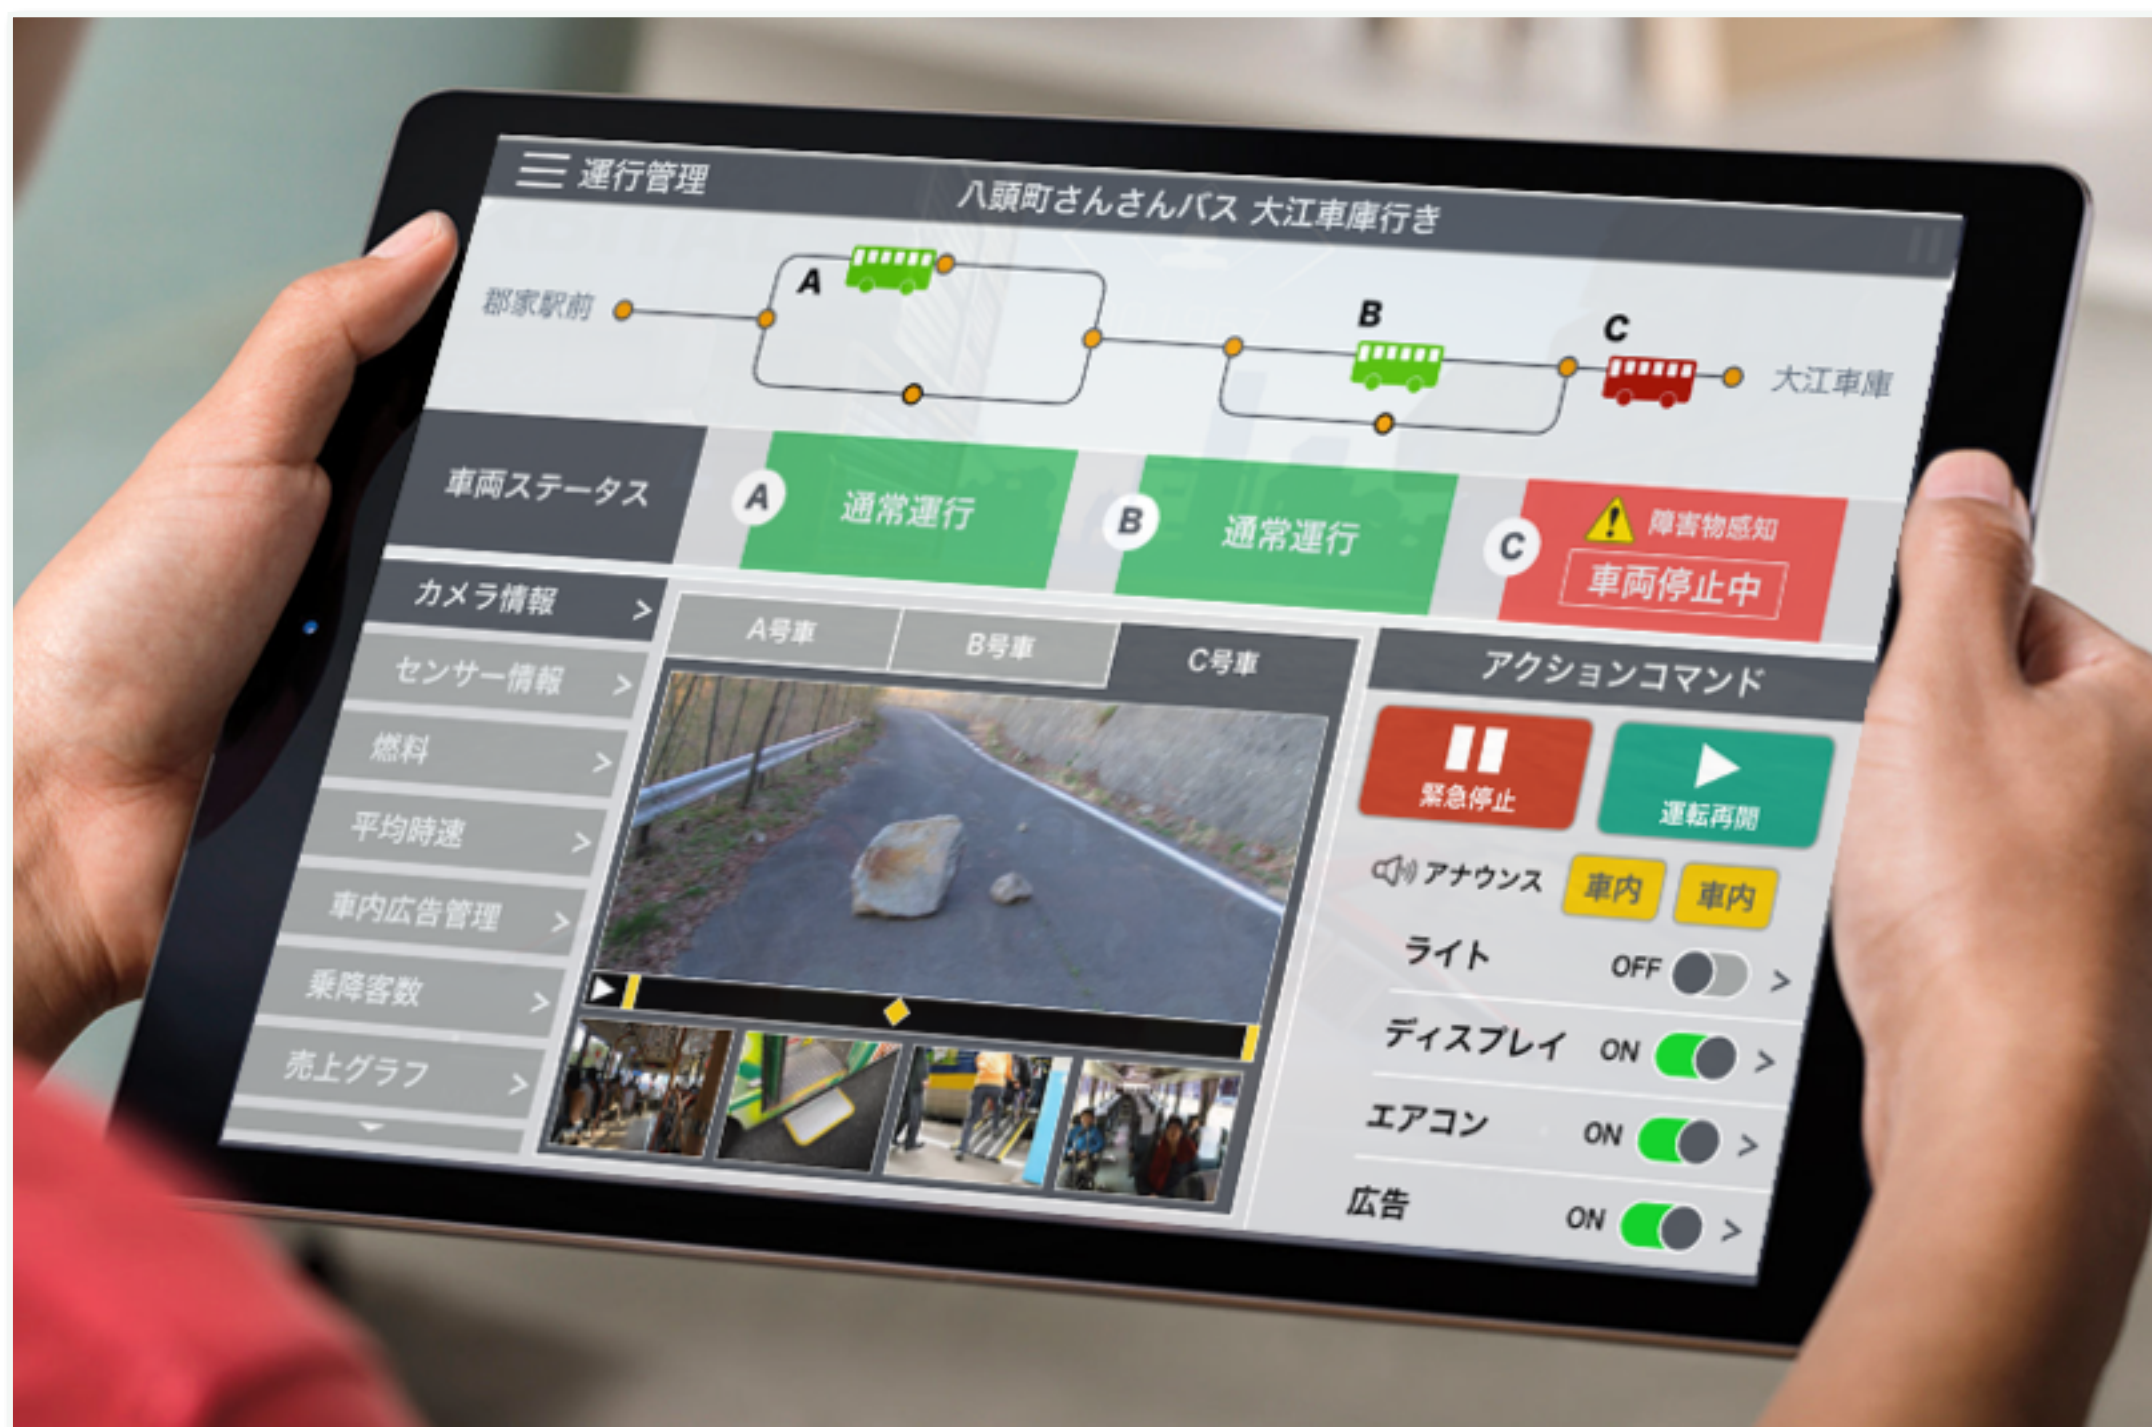 運行管理
八頭町さんさんバス 大江車庫行き
郡家駅前
A
B
C
大江車庫
車両ステータス
A
通常運行
B
通常運行
C
障害物感知
車両停止中
カメラ情報 >
センサー情報 >
燃料 >
平均時速 >
車内広告管理 >
乗降客数 >
売上グラフ >
A号車
B号車
C号車
アクションコマンド
緊急停止
運転再開
アナウンス 車内 車内
ライト OFF >
ディスプレイ ON >
エアコン ON >
広告 ON >